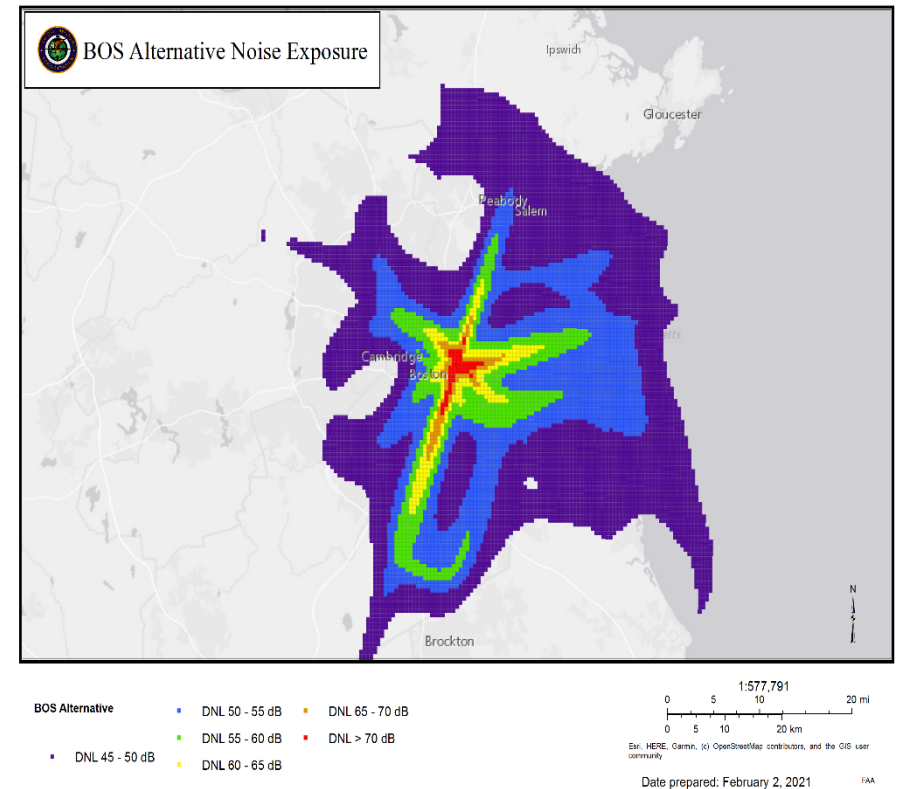 BOS Alternative Noise Exposure
Ipswich
Gloucester
Peabody
Salem
etts
Cambridge
Boston
Brockton
N
BOS Alternative
DNL 45 - 50 dB
DNL 50 - 55 dB
DNL 55 - 60 dB
DNL 60 - 65 dB
DNL 65 - 70 dB
DNL > 70 dB
1:577,791
0 5 10 20 mi
0 5 10 20 km
Esri, HERE, Garmin, (c) OpenStreetMap contributors, and the GIS user
community
Date prepared: February 2, 2021
FAA